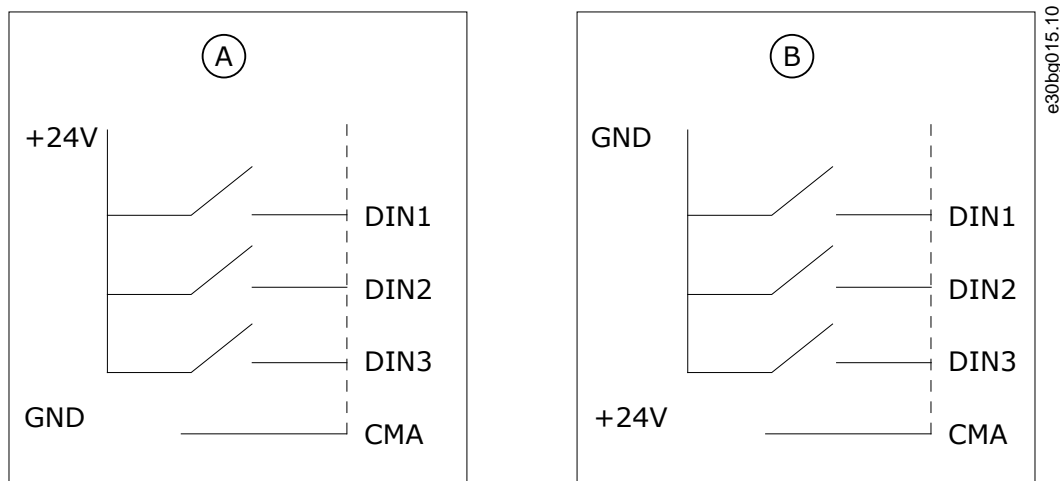 A
+24V
DIN1
DIN2
DIN3
GND
CMA
B
GND
DIN1
DIN2
DIN3
+24V
CMA
e30bg015.10